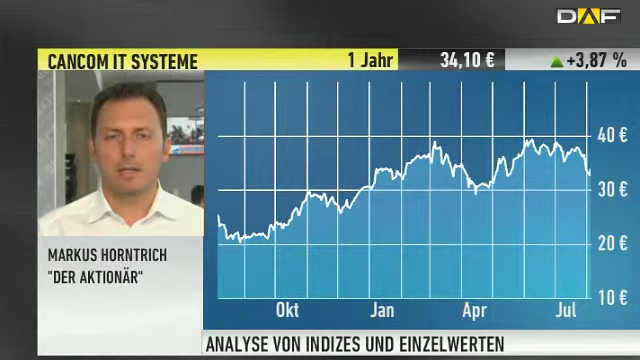 DAF
CANCOM IT SYSTEME 1 Jahr 34,10 € +3,87 %
40 €
30 €
20 €
10 €
Okt Jan Apr Jul
MARKUS HORNTRICH
"DER AKTIONÄR"
ANALYSE VON INDIZES UND EINZELWERTEN